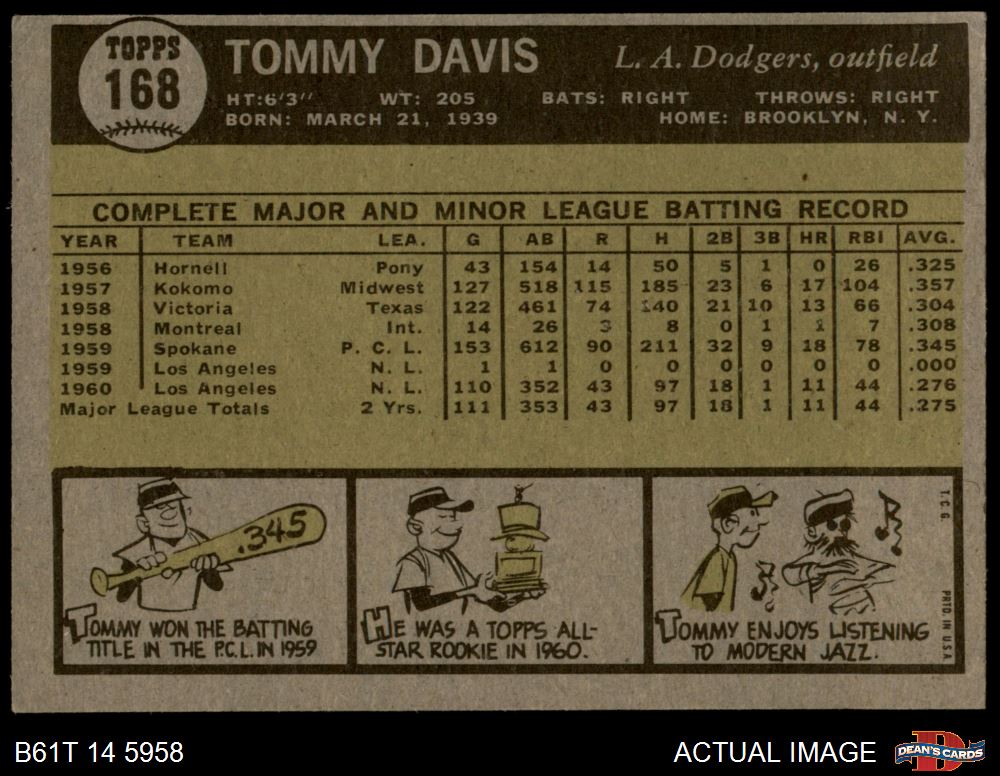 TOPPS
168
TOMMY DAVIS
L. A. Dodgers, outfield
HT:6'3" WT: 205 BATS: RIGHT THROWS: RIGHT
BORN: MARCH 21, 1939 HOME: BROOKLYN, N. Y.
COMPLETE MAJOR AND MINOR LEAGUE BATTING RECORD
YEAR TEAM LEA. G AB R H 2B 3B HR RBI AVG.
1956 Hornell Pony 43 154 14 50 5 1 0 26 .325
1957 Kokomo Midwest 127 518 115 185 23 6 17 104 .357
1958 Victoria Texas 122 461 74 140 21 10 13 66 .304
1958 Montreal Int. 14 26 3 8 0 1 1 7 .308
1959 Spokane P. C. L. 153 612 90 211 32 9 18 78 .345
1959 Los Angeles N. L. 1 1 0 0 0 0 0 0 .000
1960 Los Angeles N. L. 110 352 43 97 18 1 11 44 .276
Major League Totals 2 Yrs. 111 353 43 97 18 1 11 44 .275
.345
TOMMY WON THE BATTING
TITLE IN THE P.C.L. IN 1959
HE WAS A TOPPS ALL-
STAR ROOKIE IN 1960.
TOMMY ENJOYS LISTENING
TO MODERN JAZZ.
T. C. G.
PRTD. IN U.S.A.
B61T 14 5958
ACTUAL IMAGE
DEAN'S CARDS